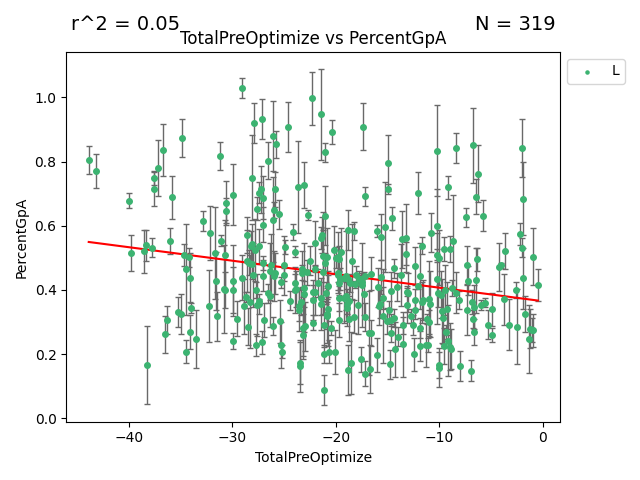 r^2 = 0.05
N = 319
TotalPreOptimize vs PercentGpA
L
1.0
0.8
0.6
0.4
0.2
0.0
PercentGpA
−40
−30
−20
−10
0
TotalPreOptimize